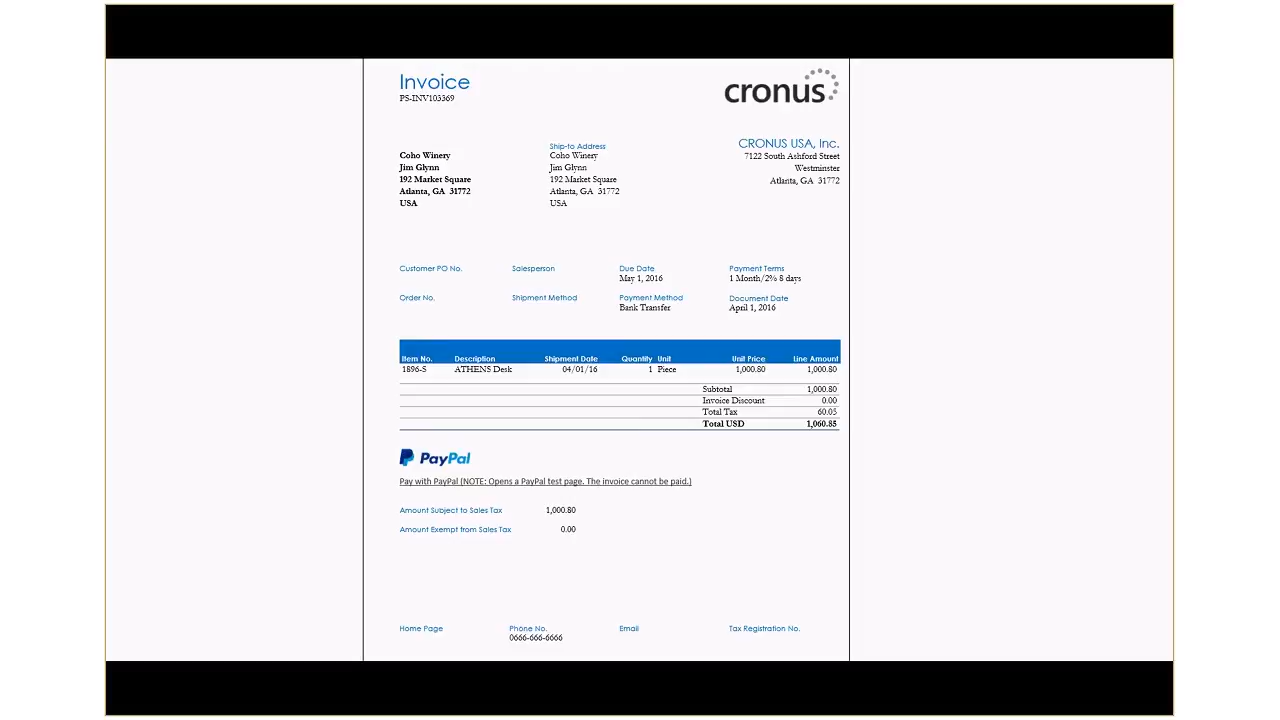 Invoice
PS-INV103369
cronus
CRONUS USA, Inc.
7122 South Ashford Street
Westminster
Atlanta, GA 31772
Coho Winery
Jim Glynn
192 Market Square
Atlanta, GA 31772
USA
Ship-to Address
Coho Winery
Jim Glynn
192 Market Square
Atlanta, GA 31772
USA
Customer PO No. Salesperson Due Date Payment Terms
May 1, 2016 1 Month/2% 8 days
Order No. Shipment Method Payment Method Document Date
Bank Transfer April 1, 2016
Item No. Description Shipment Date Quantity Unit Unit Price Line Amount
1896-S ATHENS Desk 04/01/16 1 Piece 1,000.80 1,000.80
Subtotal 1,000.80
Invoice Discount 0.00
Total Tax 60.05
Total USD 1,060.85
PayPal
Pay with PayPal (NOTE: Opens a PayPal test page. The invoice cannot be paid.)
Amount Subject to Sales Tax 1,000.80
Amount Exempt from Sales Tax 0.00
Home Page Phone No. Email Tax Registration No.
0666-666-6666